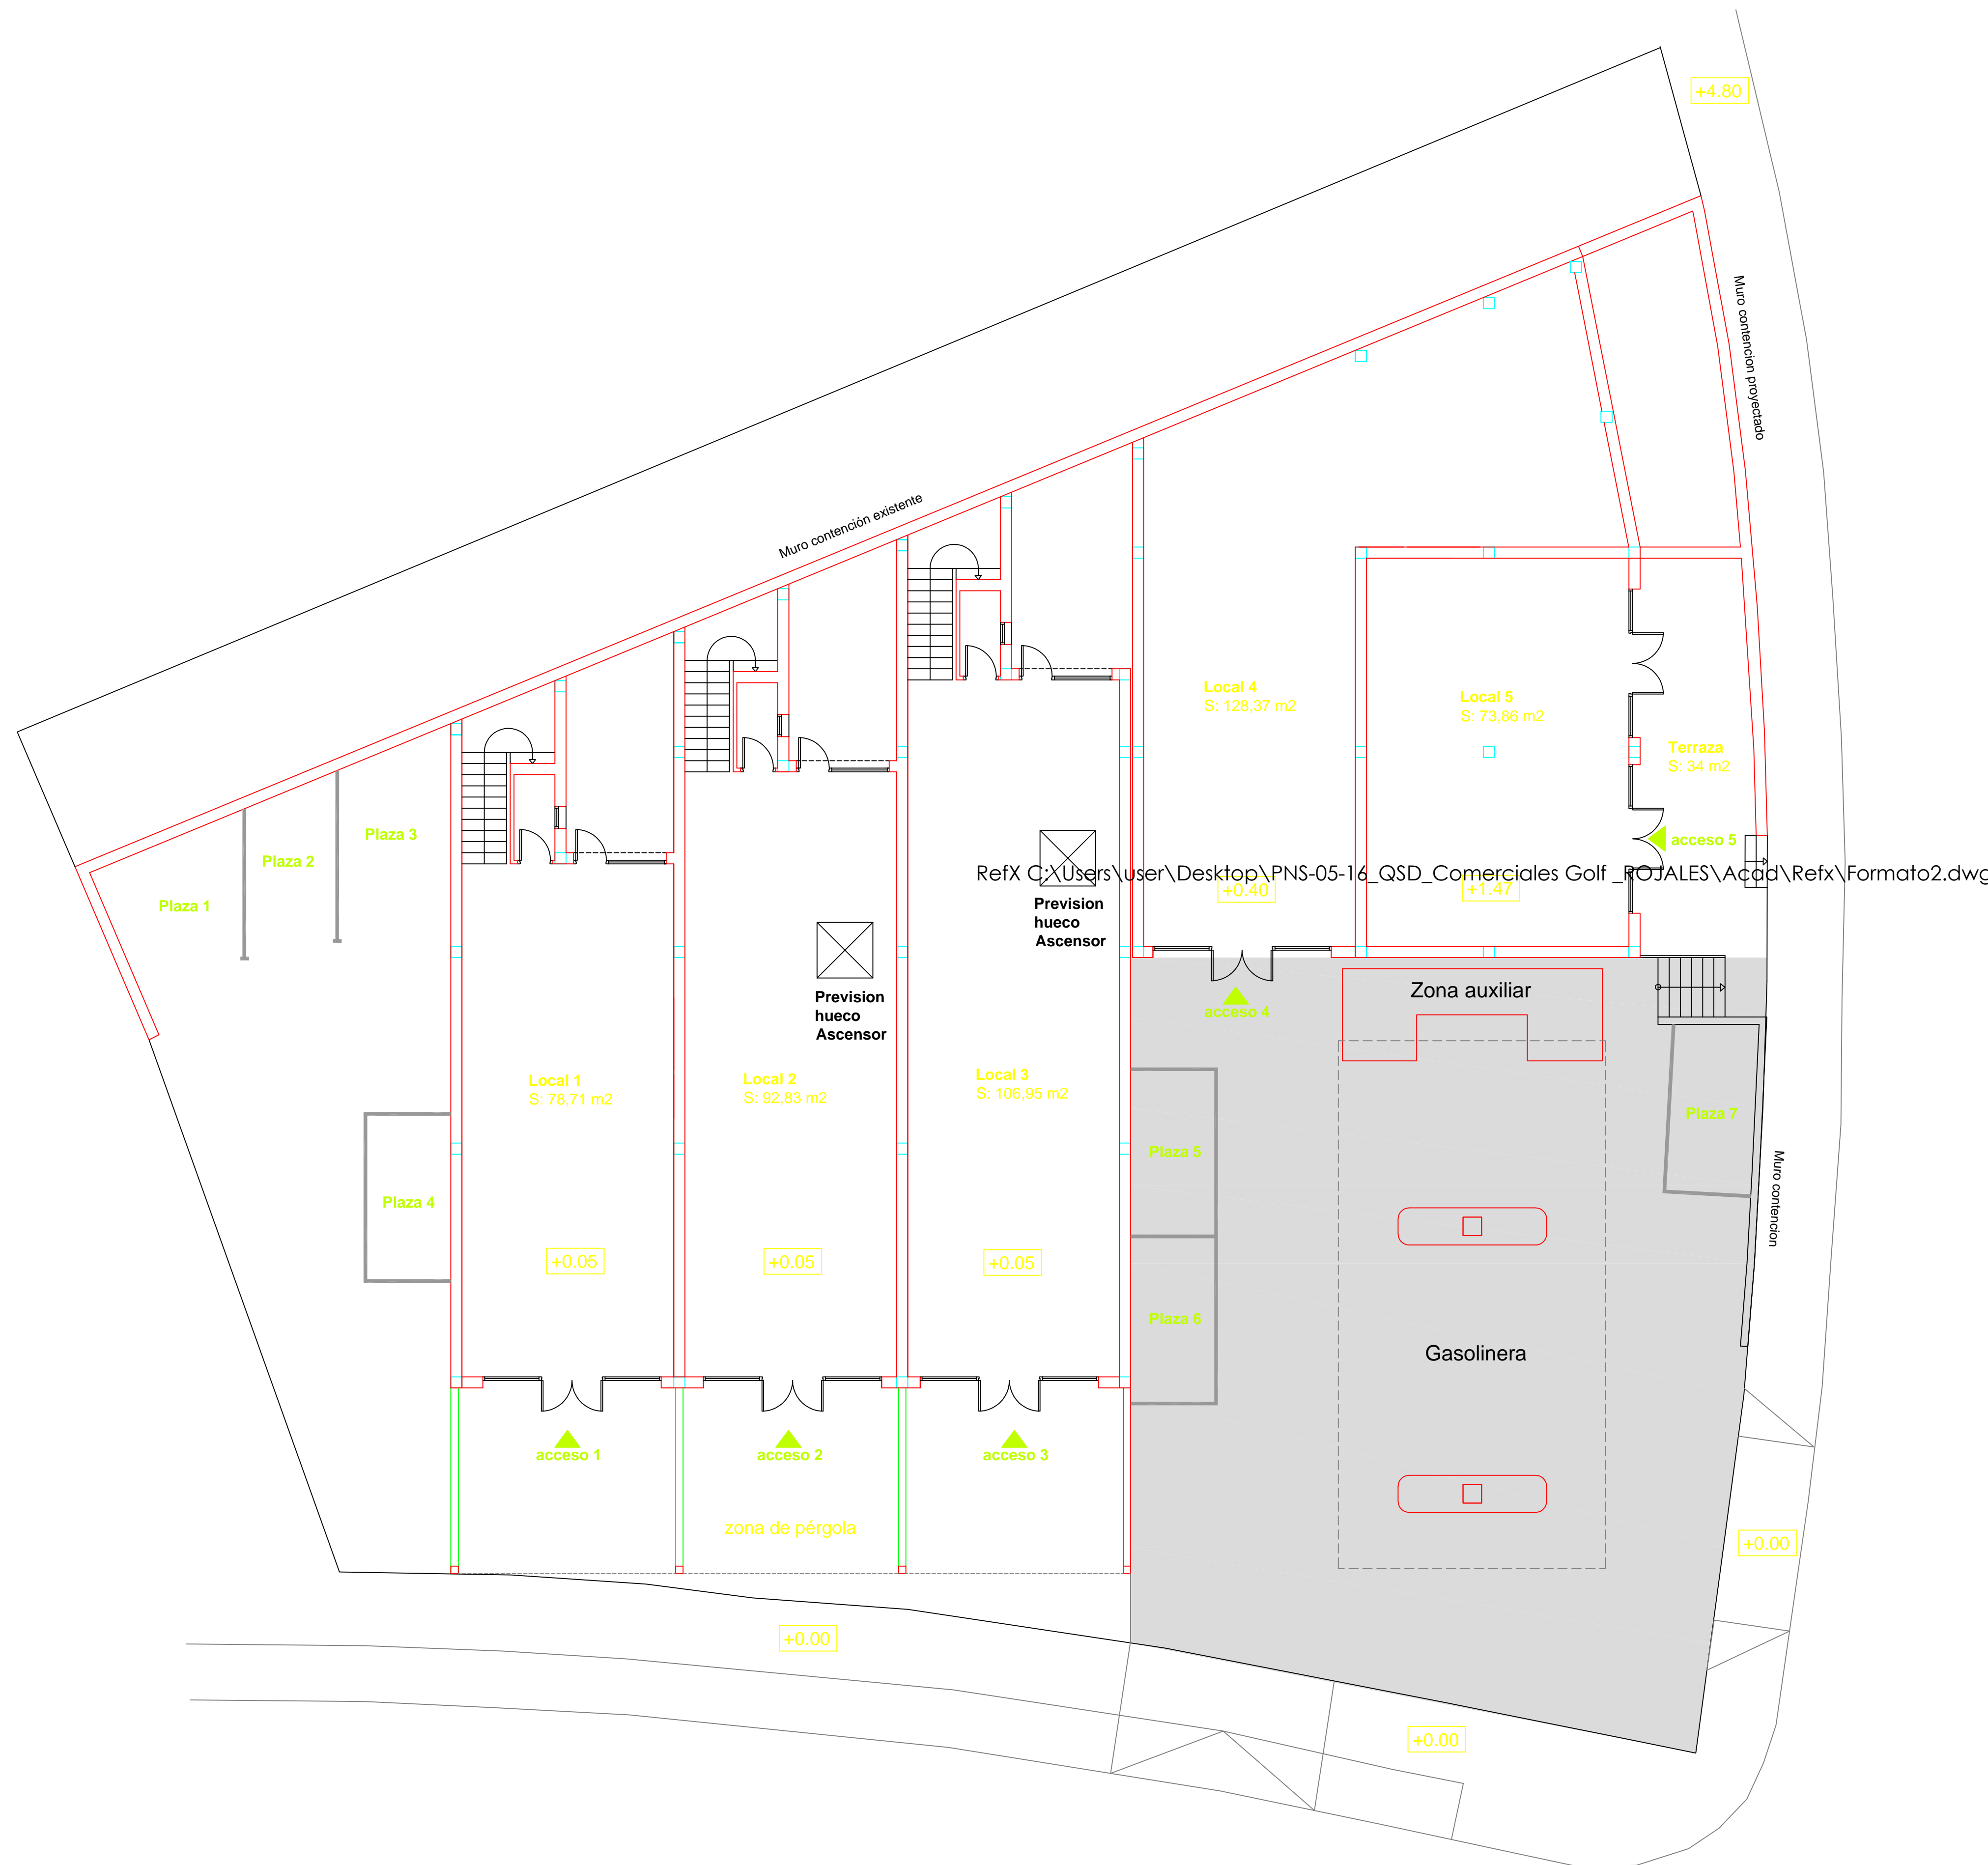 +4.80
Muro contencion proyectado
Muro contención existente
Local 4
S: 128,37 m2
Local 5
S: 73,86 m2
Terraza
S: 34 m2
Plaza 3
Plaza 2
Plaza 1
acceso 5
RefX C:\Users\user\Desktop\PNS-05-16_QSD_Comerciales Golf _ROJALES\Acad\Refx\Formato2.dwg
+0.40
+1.47
Prevision
hueco
Ascensor
Prevision
hueco
Ascensor
Zona auxiliar
acceso 4
Local 1
S: 78,71 m2
Local 2
S: 92,83 m2
Local 3
S: 106,95 m2
Plaza 7
Plaza 5
Plaza 4
Muro contencion
+0.05
+0.05
+0.05
Plaza 6
Gasolinera
acceso 1
acceso 2
acceso 3
zona de pérgola
+0.00
+0.00
+0.00